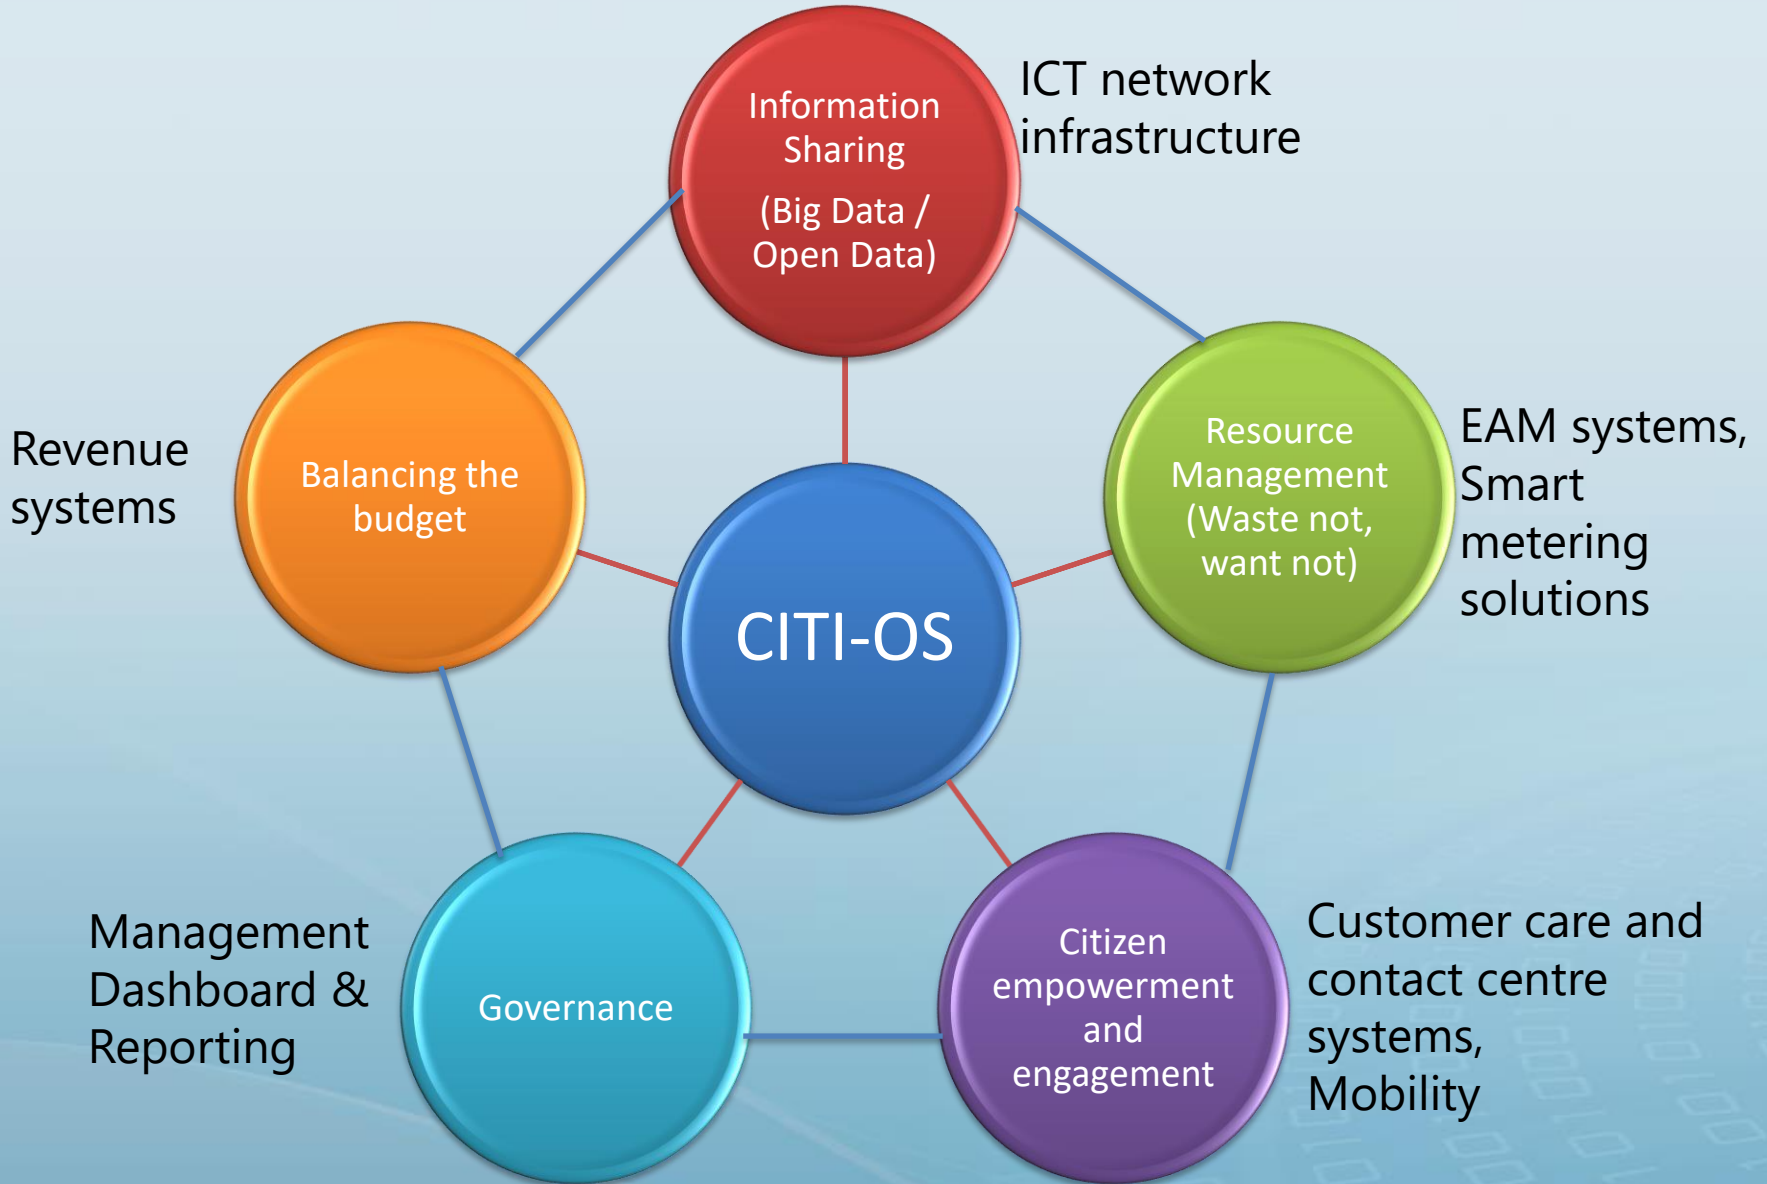 Information
Sharing
(Big Data /
Open Data)
ICT network
infrastructure
Balancing the
budget
Revenue
systems
Resource
Management
(Waste not,
want not)
EAM systems,
Smart
metering
solutions
CITI-OS
Governance
Management
Dashboard &
Reporting
Citizen
empowerment
and
engagement
Customer care and
contact centre
systems,
Mobility